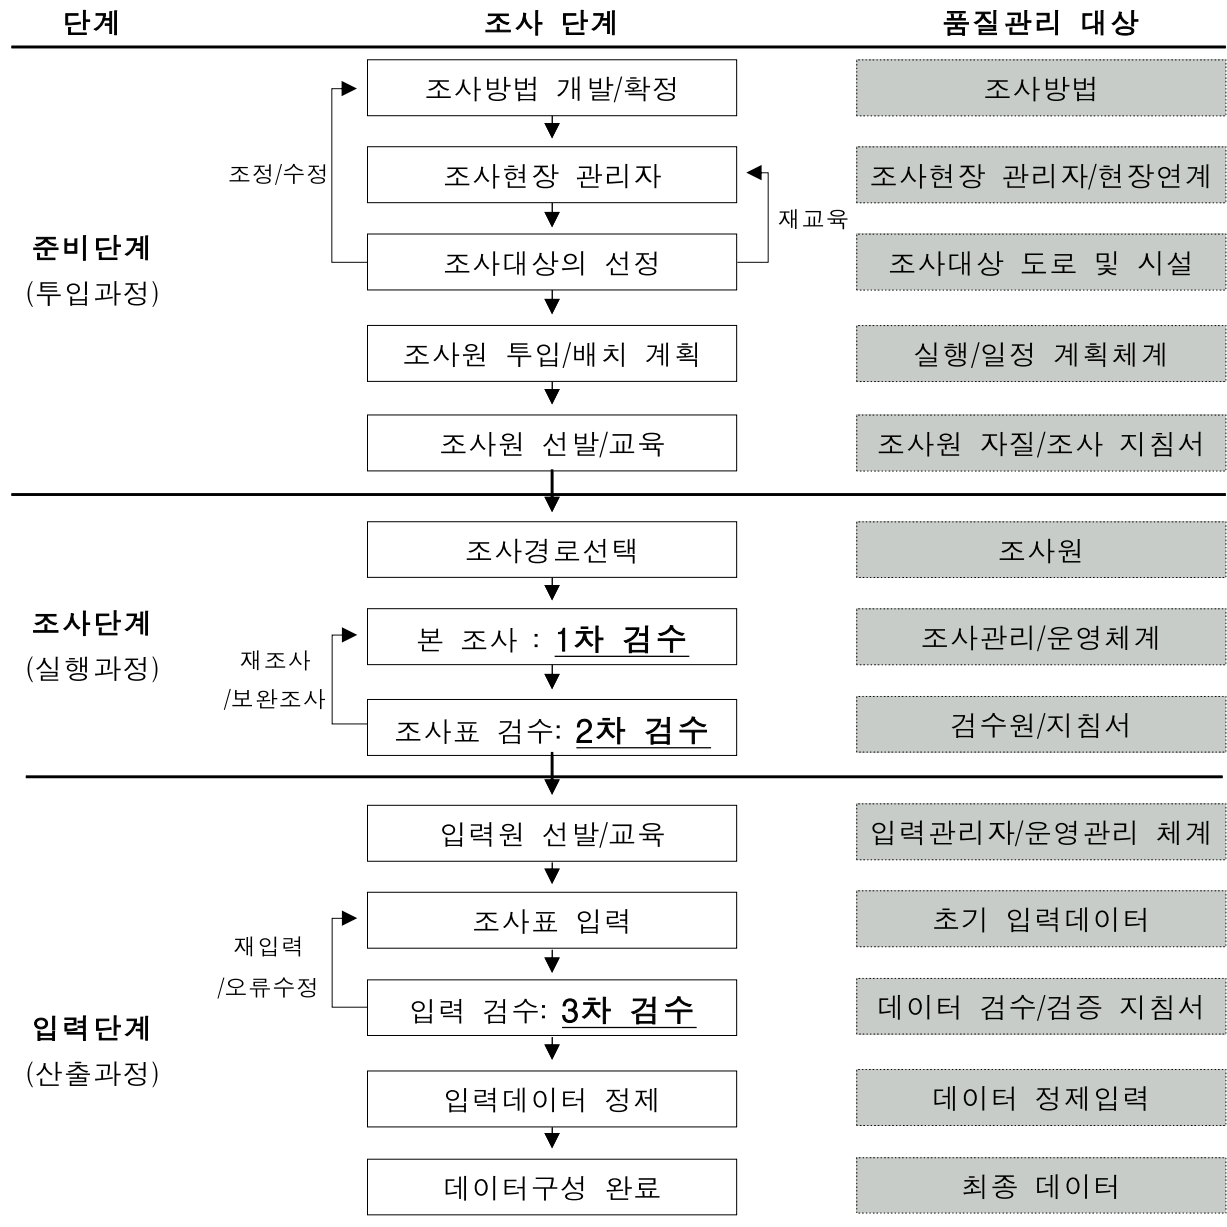 단계 조사 단계 품질관리 대상
조사방법 개발/확정 조사방법
조정/수정
조사현장 관리자 조사현장 관리자/현장연계
재교육
준비단계
(투입과정)
조사대상의 선정 조사대상 도로 및 시설
조사원 투입/배치 계획 실행/일정 계획체계
조사원 선발/교육 조사원 자질/조사 지침서
조사경로선택 조사원
조사단계
(실행과정)
본 조사 : 1차 검수 조사관리/운영체계
재조사
/보완조사
조사표 검수: 2차 검수 검수원/지침서
입력원 선발/교육 입력관리자/운영관리 체계
조사표 입력 초기 입력데이터
재입력
/오류수정
입력 검수: 3차 검수 데이터 검수/검증 지침서
입력단계
(산출과정)
입력데이터 정제 데이터 정제입력
데이터구성 완료 최종 데이터